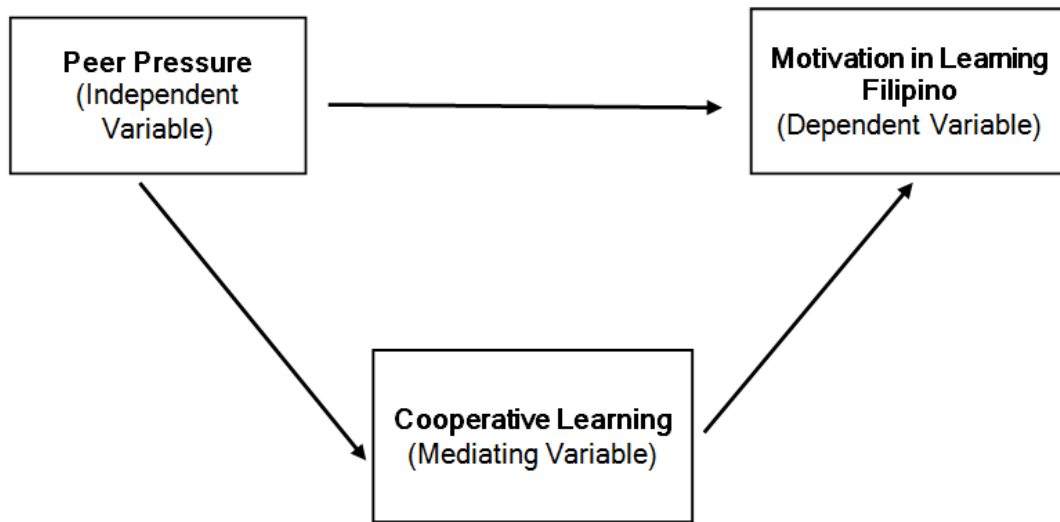 Peer Pressure
(Independent
Variable)
Motivation in Learning
Filipino
(Dependent Variable)
Cooperative Learning
(Mediating Variable)